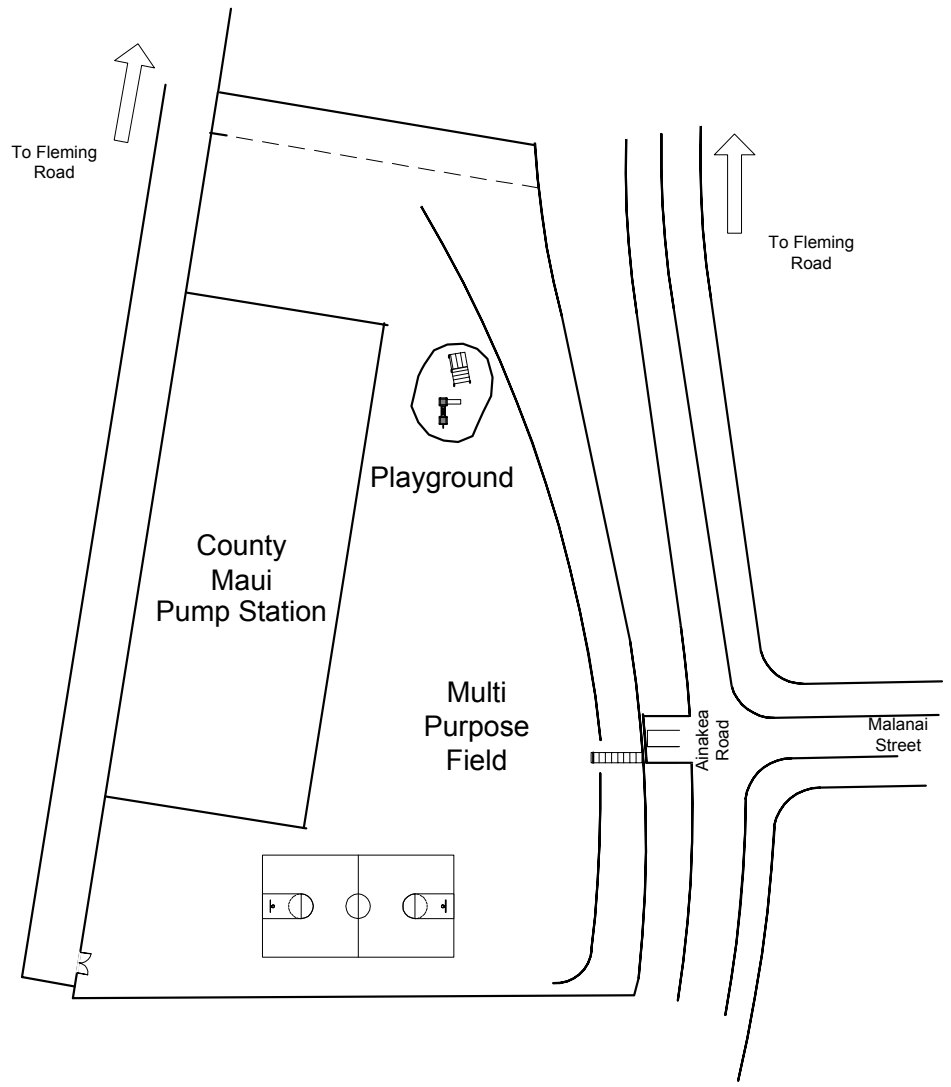 To Fleming
Road
To Fleming
Road
Playground
County
Maui
Pump Station
Multi
Purpose
Field
Ainakea
Road
Malanai
Street